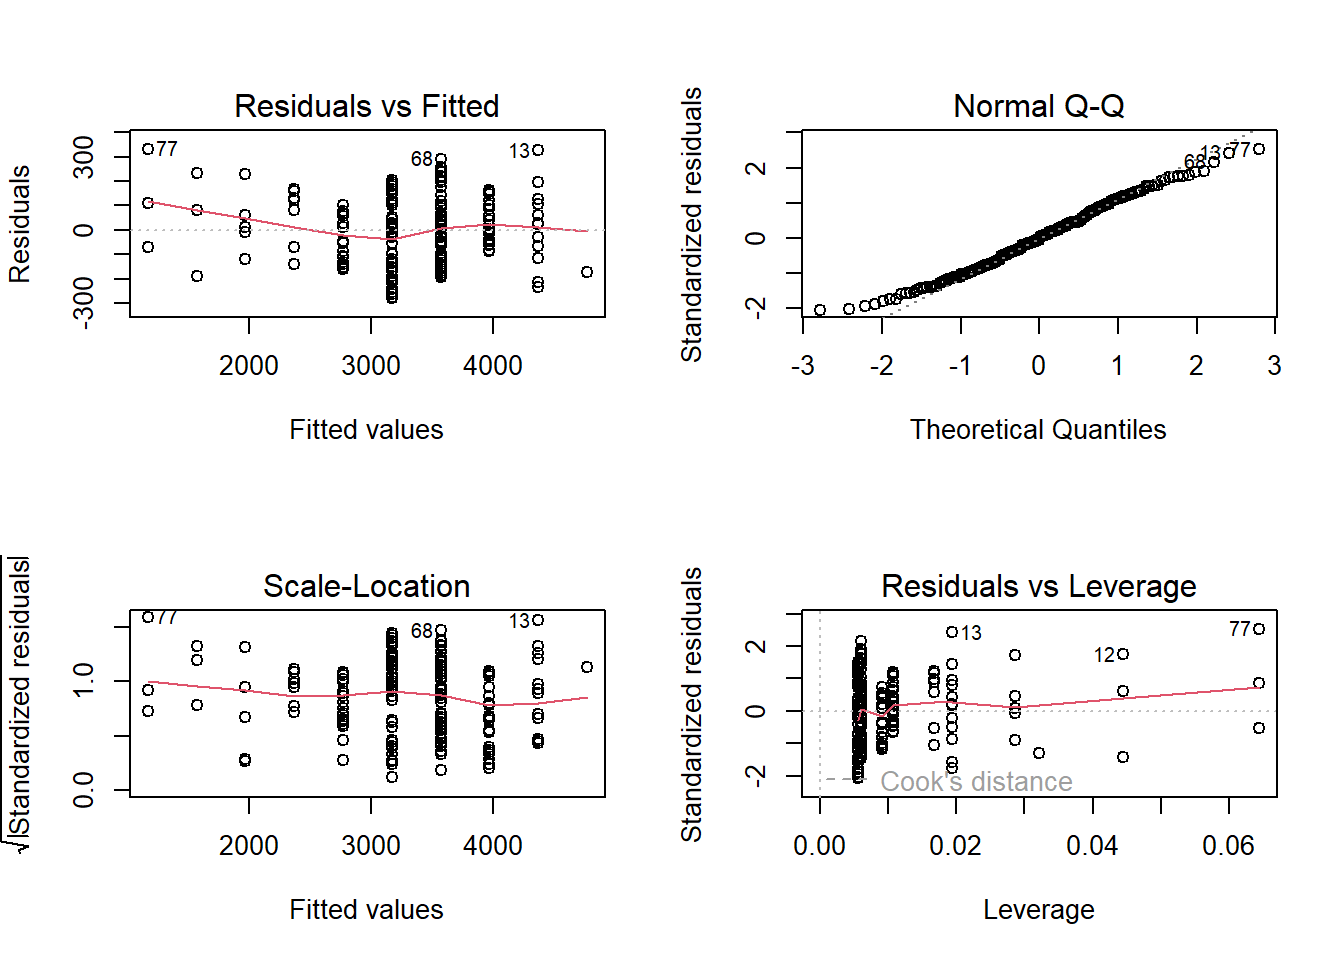 Residuals vs Fitted
Residuals
300
0
-300
77
68
13
2000 3000 4000
Fitted values
Normal Q-Q
Standardized residuals
2
0
-2
68
13
77
-3 -2 -1 0 1 2 3
Theoretical Quantiles
Scale-Location
√|Standardized residuals|
1.0
0.0
77
68
13
2000 3000 4000
Fitted values
Residuals vs Leverage
Standardized residuals
2
0
-2
13
12
77
Cook's distance
0.00 0.02 0.04 0.06
Leverage